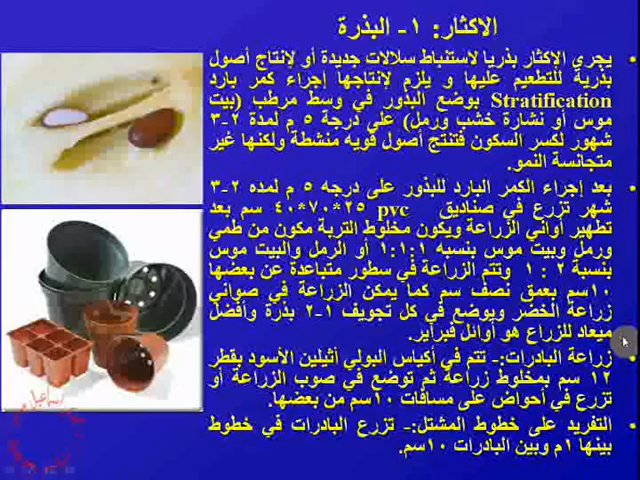 الاكثار: ١- البذرة
يجري الاكثار بذريا لاستنباط سلالات جديدة أو لإنتاج أصول
بذرية للتطعيم عليها و يلزم لإنتاجها إجراء كمر بارد
Stratification بوضع البذور في وسط مرطب (بيت
موس أو نشارة خشب ورمل) على درجة ٥ م لمدة ٢-٣
شهور لكسر السكون فتنتج أصول قويه منشطة ولكنها غير
متجانسة النمو.
بعد إجراء الكمر البارد للبذور على درجه ٥ م لمده ٢-٣
شهر تزرع في صناديق pvc ٢٥*٧٠*٤٠ سم بعد
تطهير أواني الزراعة ويكون مخلوط التربة مكون من طمي
ورمل وبيت موس بنسبه ١:١:١ أو الرمل والبيت موس
بنسبة ٢ : ١ وتتم الزراعة في سطور متباعدة عن بعضها
١٠سم بعمق نصف سم كما يمكن الزراعة في صواني
زراعة الخضر ويوضع في كل تجويف ١-٢ بذرة وأفضل
ميعاد للزراع هو أوائل فبراير.
زراعة البادرات:- تتم في أكياس البولي أثيلين الأسود بقطر
١٢ سم بمخلوط زراعة ثم توضع في صوب الزراعة أو
تزرع في أحواض على مسافات ١٠سم من بعضها.
التفريد على خطوط المشتل:- تزرع البادرات في خطوط
بينها ١م وبين البادرات ١٠سم.